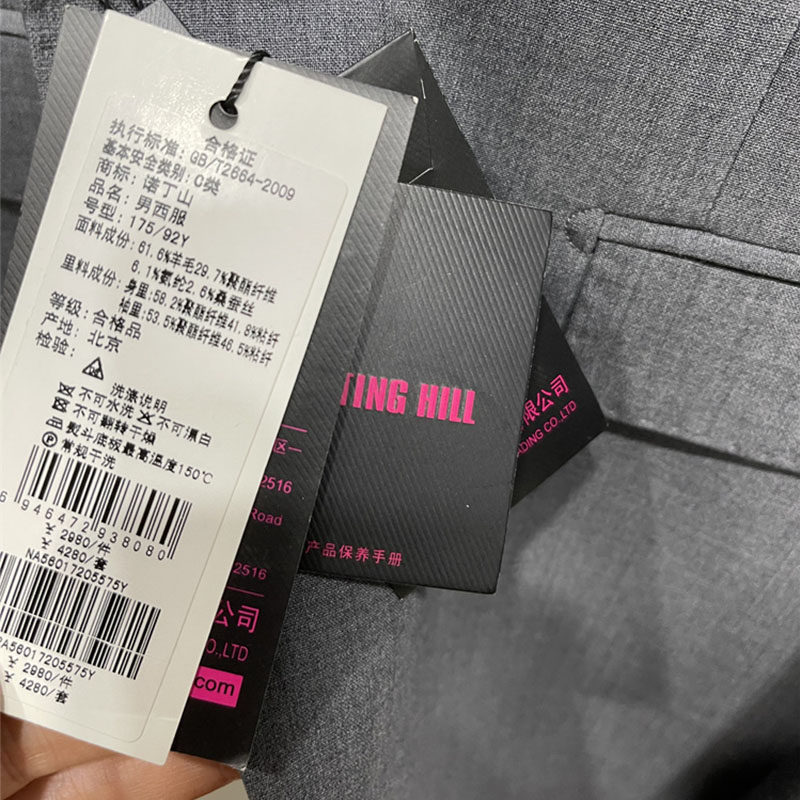 合格证
执行标准：GB/T2664-2009
基本安全类别：C类
商标：诺丁山
品名：男西服
号型：175/92Y
面料成份：61.6%羊毛29.7%聚酯纤维
6.1%氨纶2.6%桑蚕丝
里料成份：身里：58.2%聚酯纤维41.8%粘纤
袖里：53.5%聚酯纤维46.5%粘纤
等级：合格品
产地：北京
检验：
洗涤说明
不可水洗 不可漂白
不可翻转干燥
熨斗底板最高温度150℃
常规干洗
6 946472 938080
¥ 2980/件
¥ 4280/套
NA56017205575Y
A56017205575Y
¥ 2980/件
¥ 4280/套
TING HILL
产品保养手册
区一
2516
Road
2516
公司
O.,LTD
com
限公司
ADING CO.,LTD